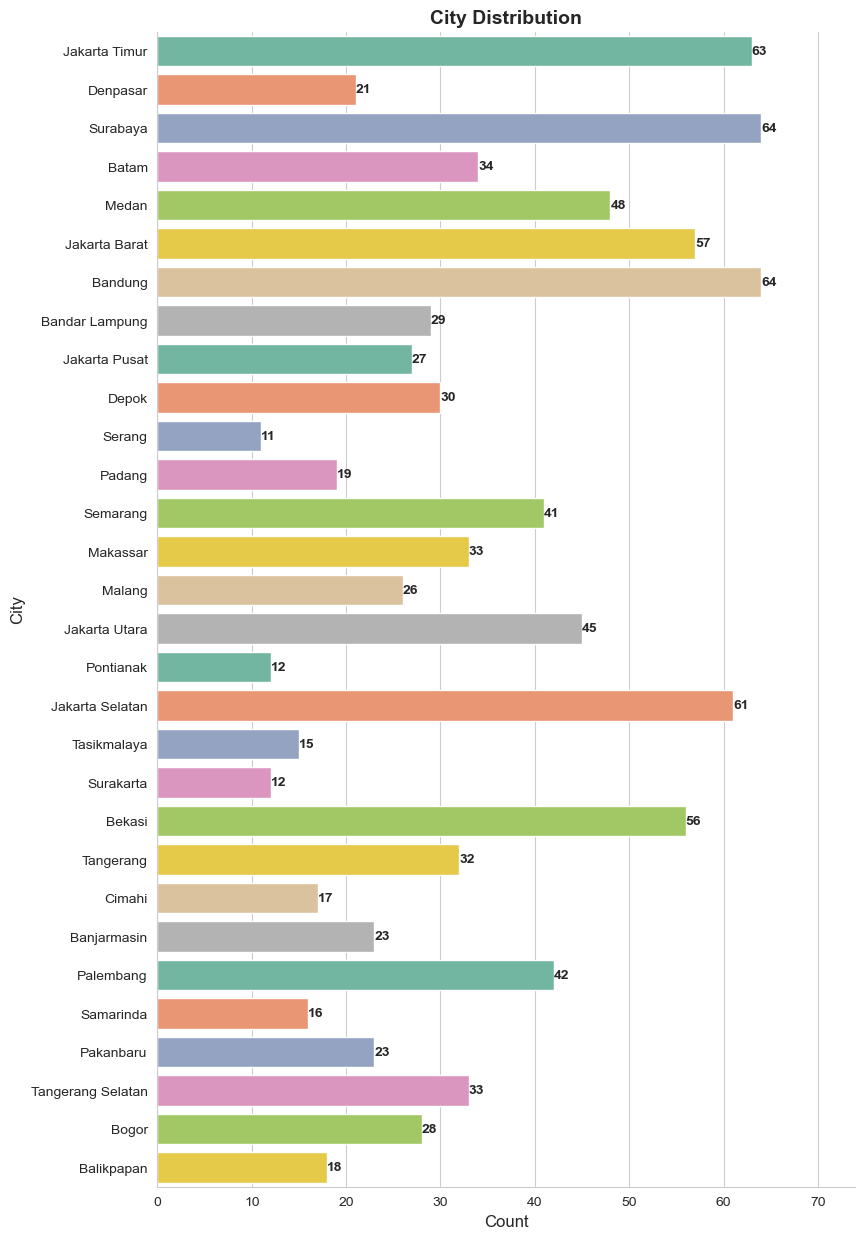 City Distribution
Jakarta Timur 63
Denpasar 21
Surabaya 64
Batam 34
Medan 48
Jakarta Barat 57
Bandung 64
Bandar Lampung 29
Jakarta Pusat 27
Depok 30
Serang 11
Padang 19
Semarang 41
Makassar 33
Malang 26
City
Jakarta Utara 45
Pontianak 12
Jakarta Selatan 61
Tasikmalaya 15
Surakarta 12
Bekasi 56
Tangerang 32
Cimahi 17
Banjarmasin 23
Palembang 42
Samarinda 16
Pakanbaru 23
Tangerang Selatan 33
Bogor 28
Balikpapan 18
0 10 20 30 40 50 60 70
Count